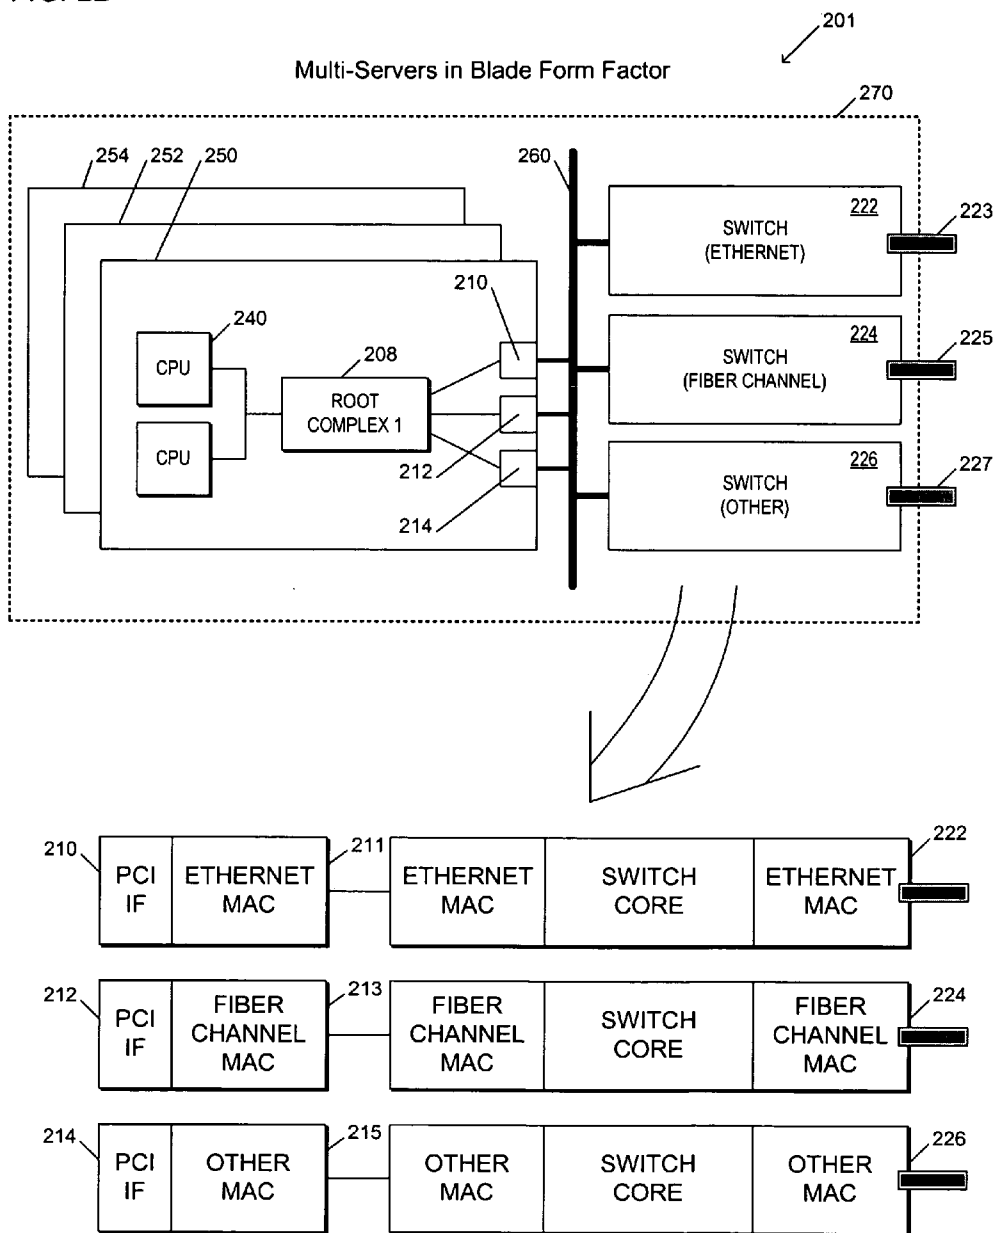 201
Multi-Servers in Blade Form Factor
270
254
252
250
260
222
223
SWITCH
(ETHERNET)
210
240
CPU
208
ROOT
COMPLEX 1
224
225
SWITCH
(FIBER CHANNEL)
CPU
212
214
226
227
SWITCH
(OTHER)
210
PCI
IF
ETHERNET
MAC
211
ETHERNET
MAC
SWITCH
CORE
ETHERNET
MAC
222
212
PCI
IF
FIBER
CHANNEL
MAC
213
FIBER
CHANNEL
MAC
SWITCH
CORE
FIBER
CHANNEL
MAC
224
214
PCI
IF
OTHER
MAC
215
OTHER
MAC
SWITCH
CORE
OTHER
MAC
226